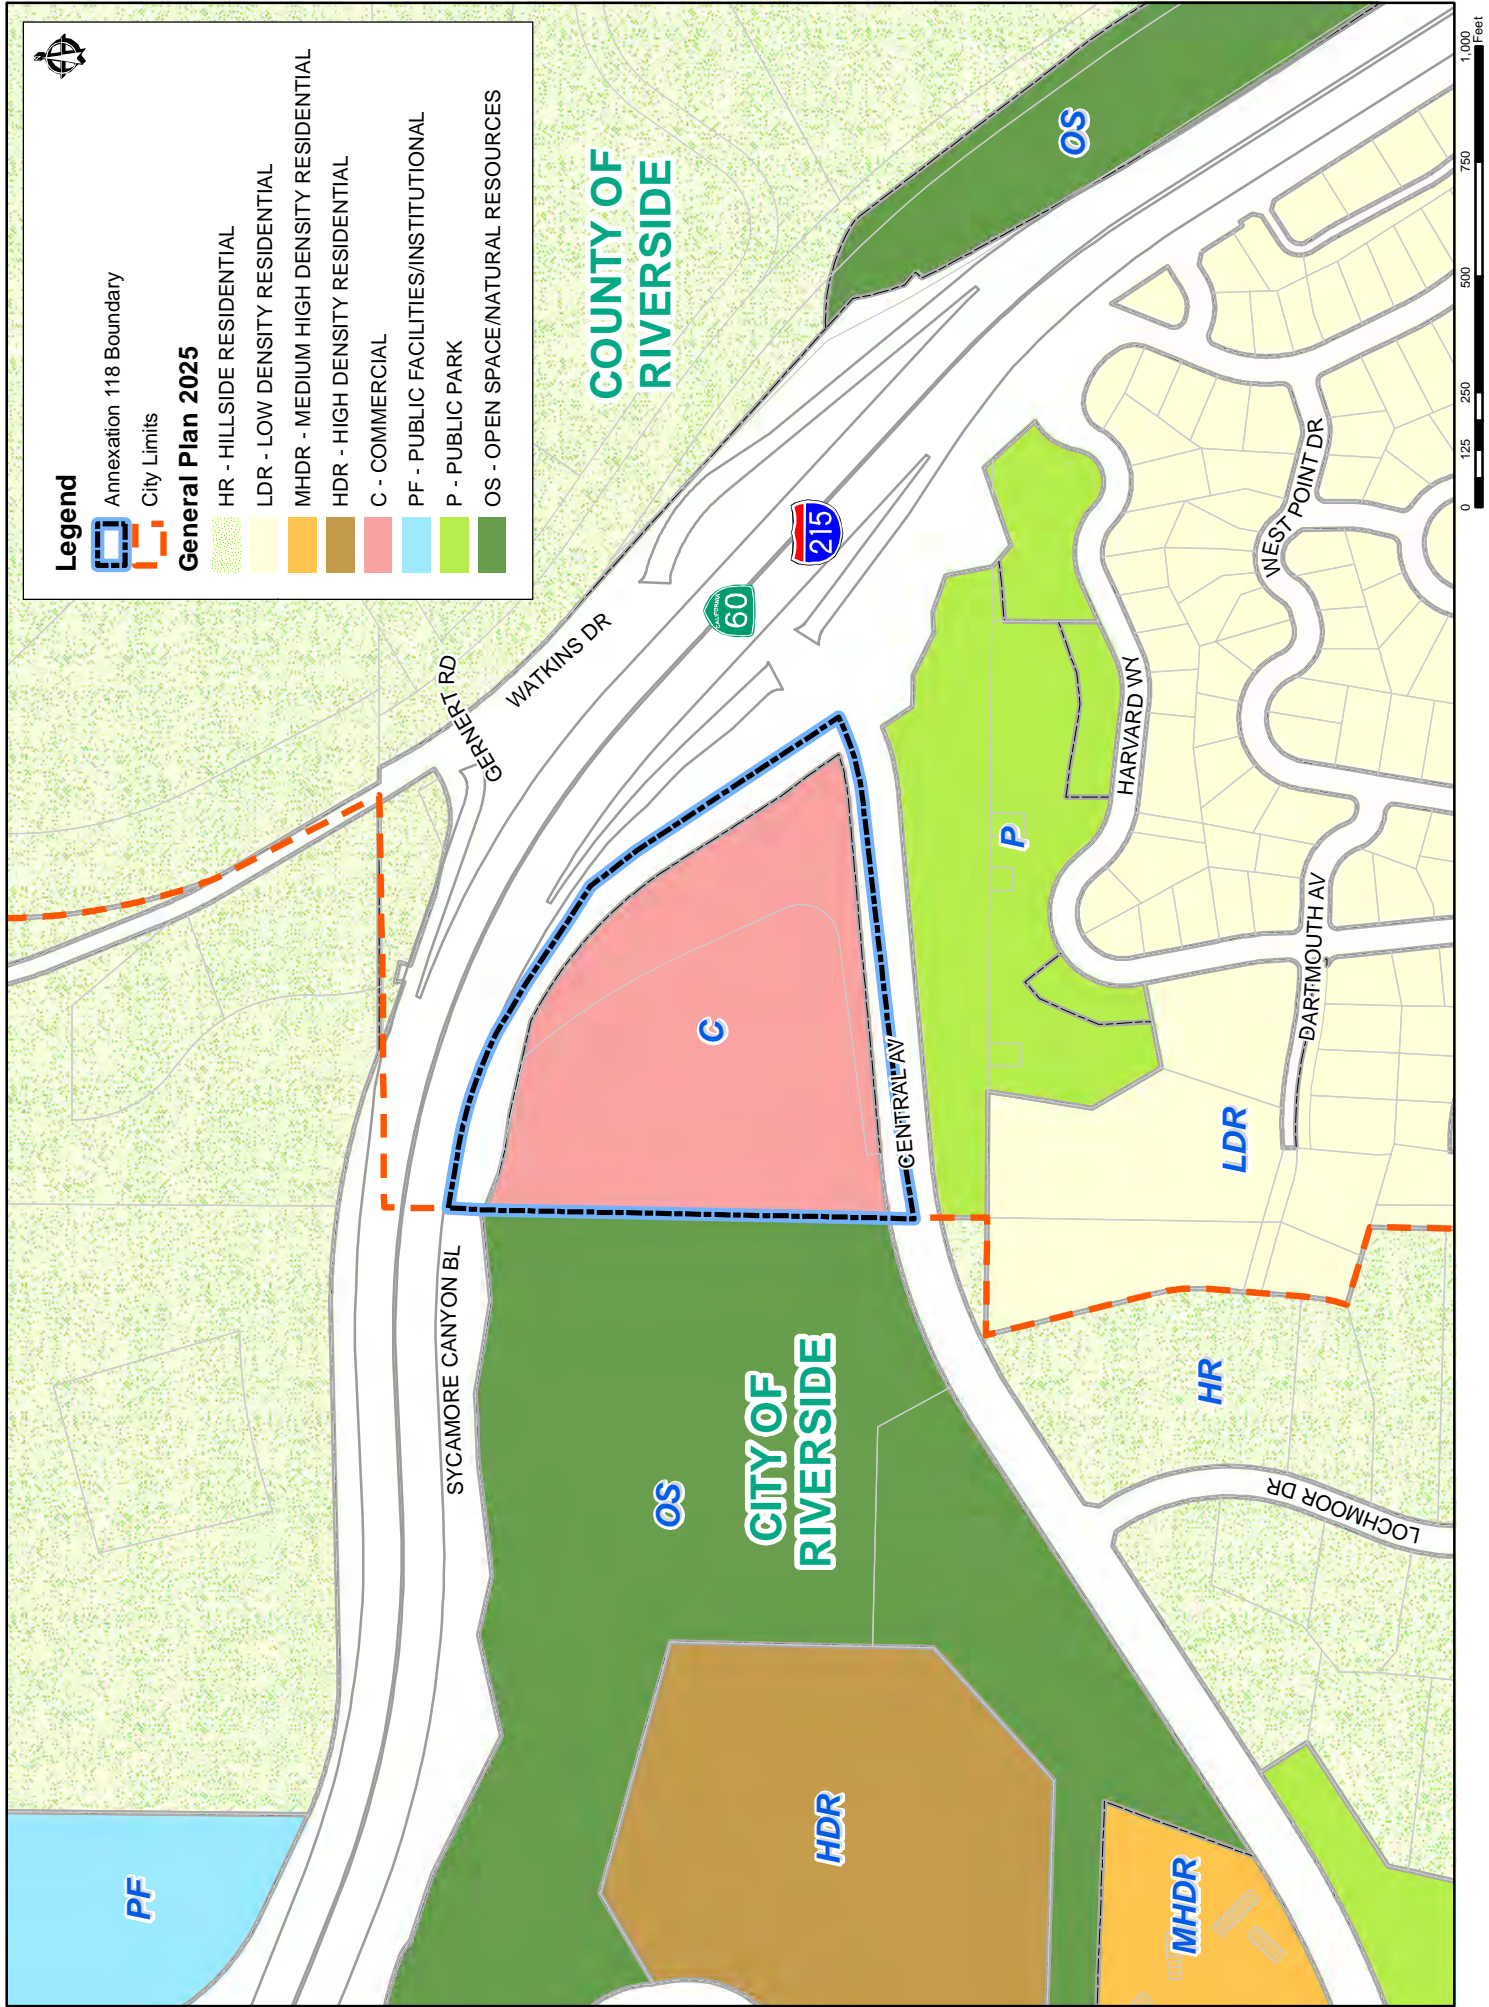 Legend
Annexation 118 Boundary
City Limits
General Plan 2025
HR - HILLSIDE RESIDENTIAL
LDR - LOW DENSITY RESIDENTIAL
MHDR - MEDIUM HIGH DENSITY RESIDENTIAL
HDR - HIGH DENSITY RESIDENTIAL
C - COMMERCIAL
PF - PUBLIC FACILITIES/INSTITUTIONAL
P - PUBLIC PARK
OS - OPEN SPACE/NATURAL RESOURCES
PF
SYCAMORE CANYON BL
GERNERT RD
WATKINS DR
COUNTY OF
RIVERSIDE
OS
C
CALIFORNIA
60
215
OS
CITY OF
RIVERSIDE
HDR
CENTRAL AV
P
HARVARD WY
MHDR
HR
LDR
LOCHMOOR DR
DARTMOUTH AV
WEST POINT DR
0 125 250 500 750 1,000
Feet